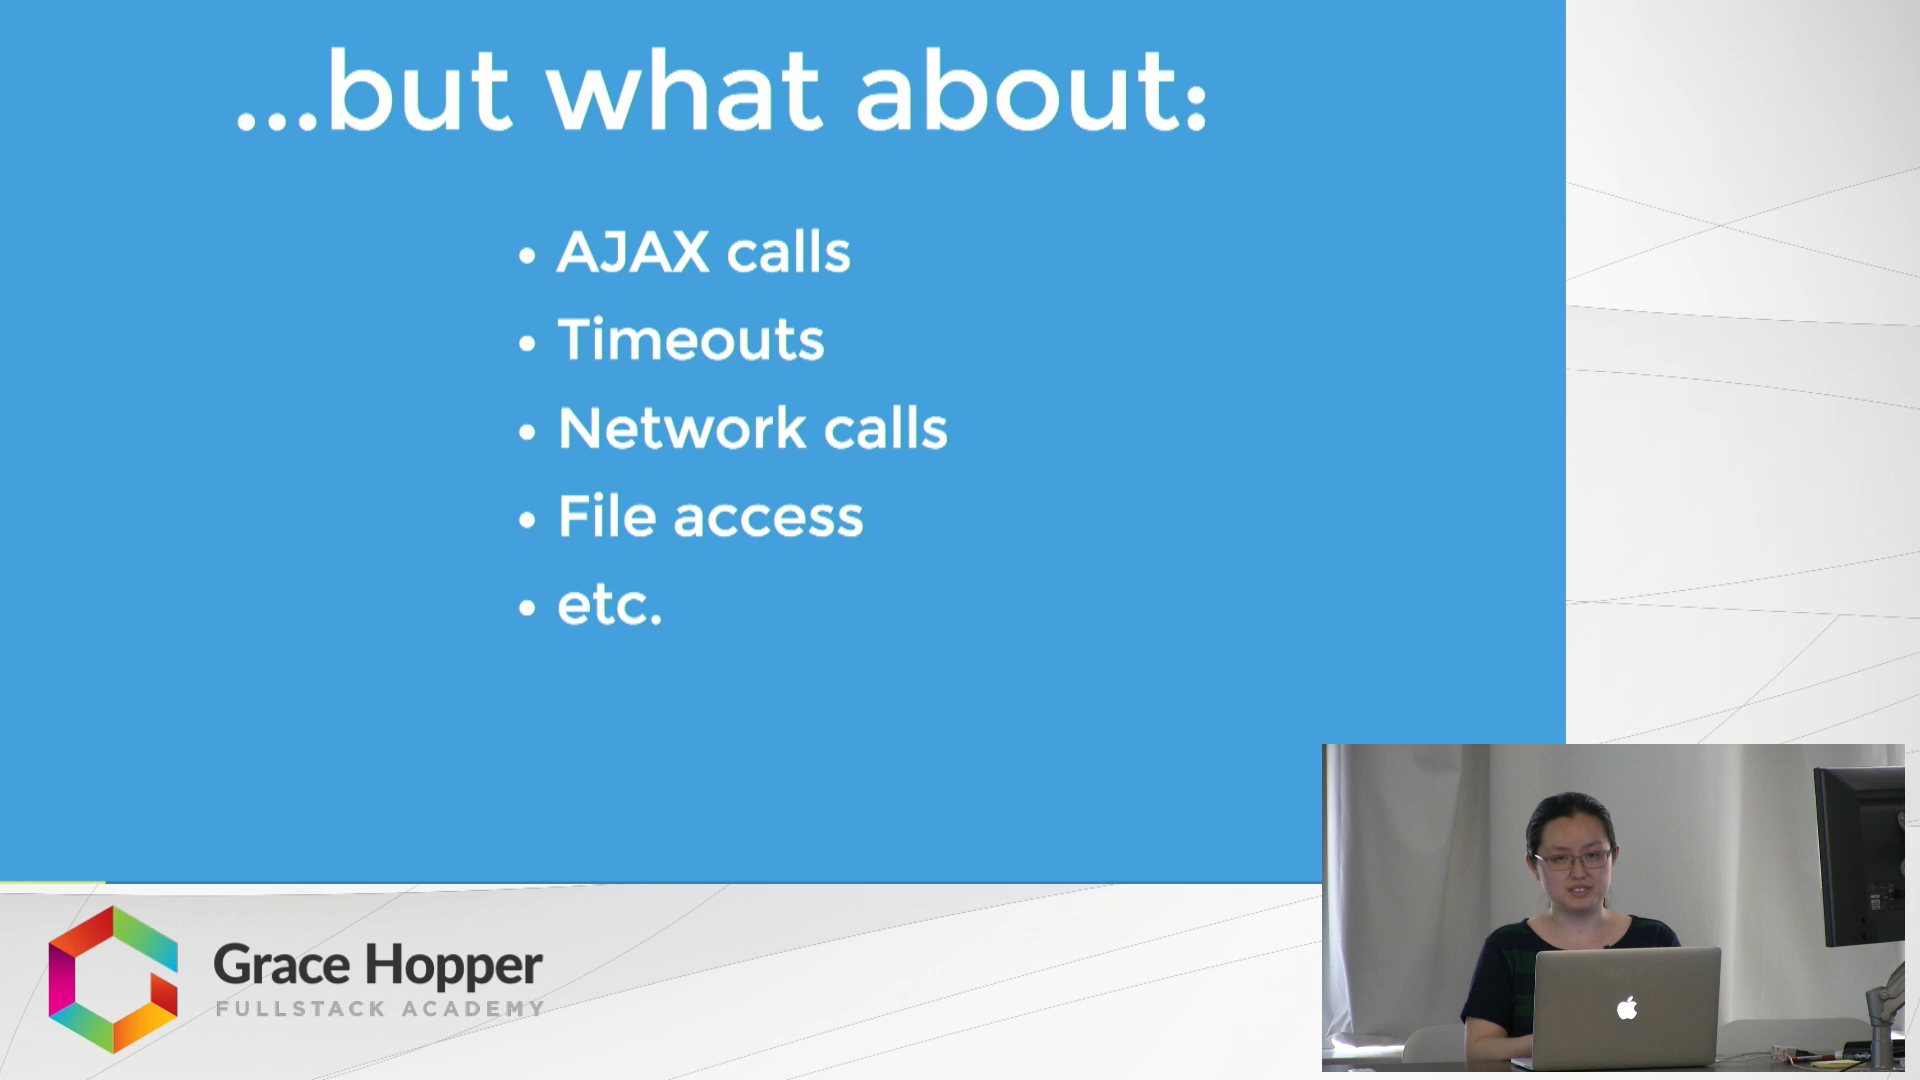 ...but what about:
• AJAX calls
• Timeouts
• Network calls
• File access
• etc.
Grace Hopper
FULLSTACK ACADEMY